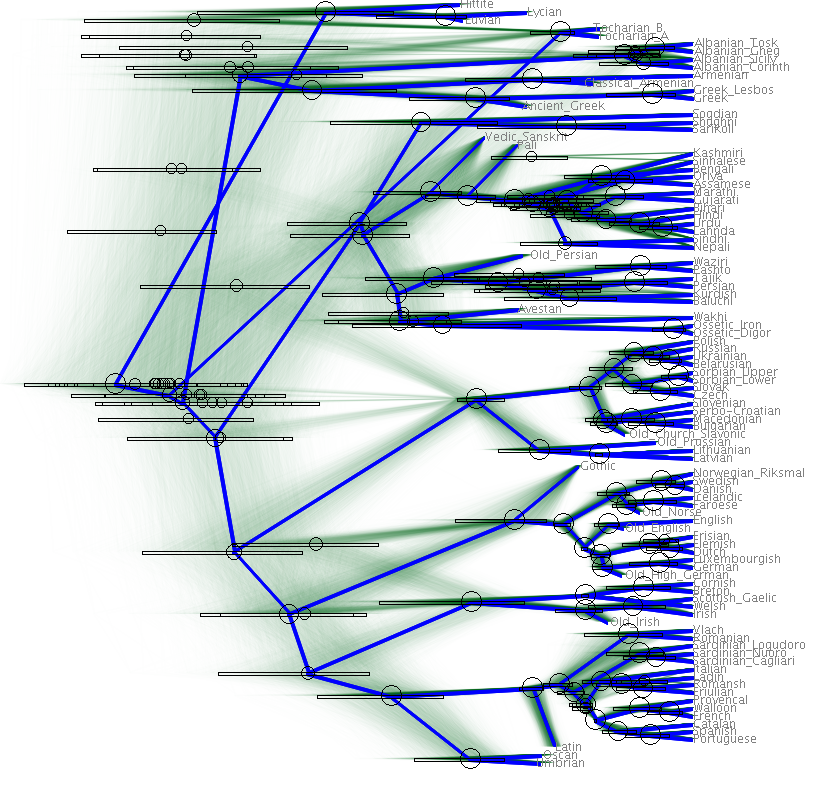 Hittite
Lycian
Luvian
Tocharian_B
Tocharian_A
Albanian_Tosk
Albanian_Gheg
Albanian_Sicily
Albanian_Corinth
Armenian
Classical_Armenian
Greek_Lesbos
Greek
Ancient_Greek
Sogdian
Shughni
Sarikoli
Vedic_Sanskrit
Pali
Kashmiri
Sinhalese
Bengali
Oriya
Assamese
Marathi
Gujarati
Bihari
Hindi
Urdu
Lahnda
Sindhi
Nepali
Old_Persian
Waziri
Pashto
Tajik
Persian
Kurdish
Baluchi
Avestan
Wakhi
Ossetic_Iron
Ossetic_Digor
Polish
Russian
Ukrainian
Belarusian
Sorbian_Upper
Sorbian_Lower
Slovak
Czech
Slovenian
Serbo-Croatian
Macedonian
Bulgarian
Old_Church_Slavonic
Old_Prussian
Lithuanian
Latvian
Gothic
Norwegian_Riksmal
Swedish
Danish
Icelandic
Faroese
Old_Norse
English
Old_English
Frisian
Flemish
Dutch
Luxembourgish
German
Old_High_German
Cornish
Breton
Scottish_Gaelic
Welsh
Irish
Old_Irish
Vlach
Romanian
Sardinian_Logudoro
Sardinian_Nuoro
Sardinian_Cagliari
Italian
Ladin
Romansh
Friulian
Provencal
Walloon
French
Catalan
Spanish
Portuguese
Latin
Oscan
Umbrian